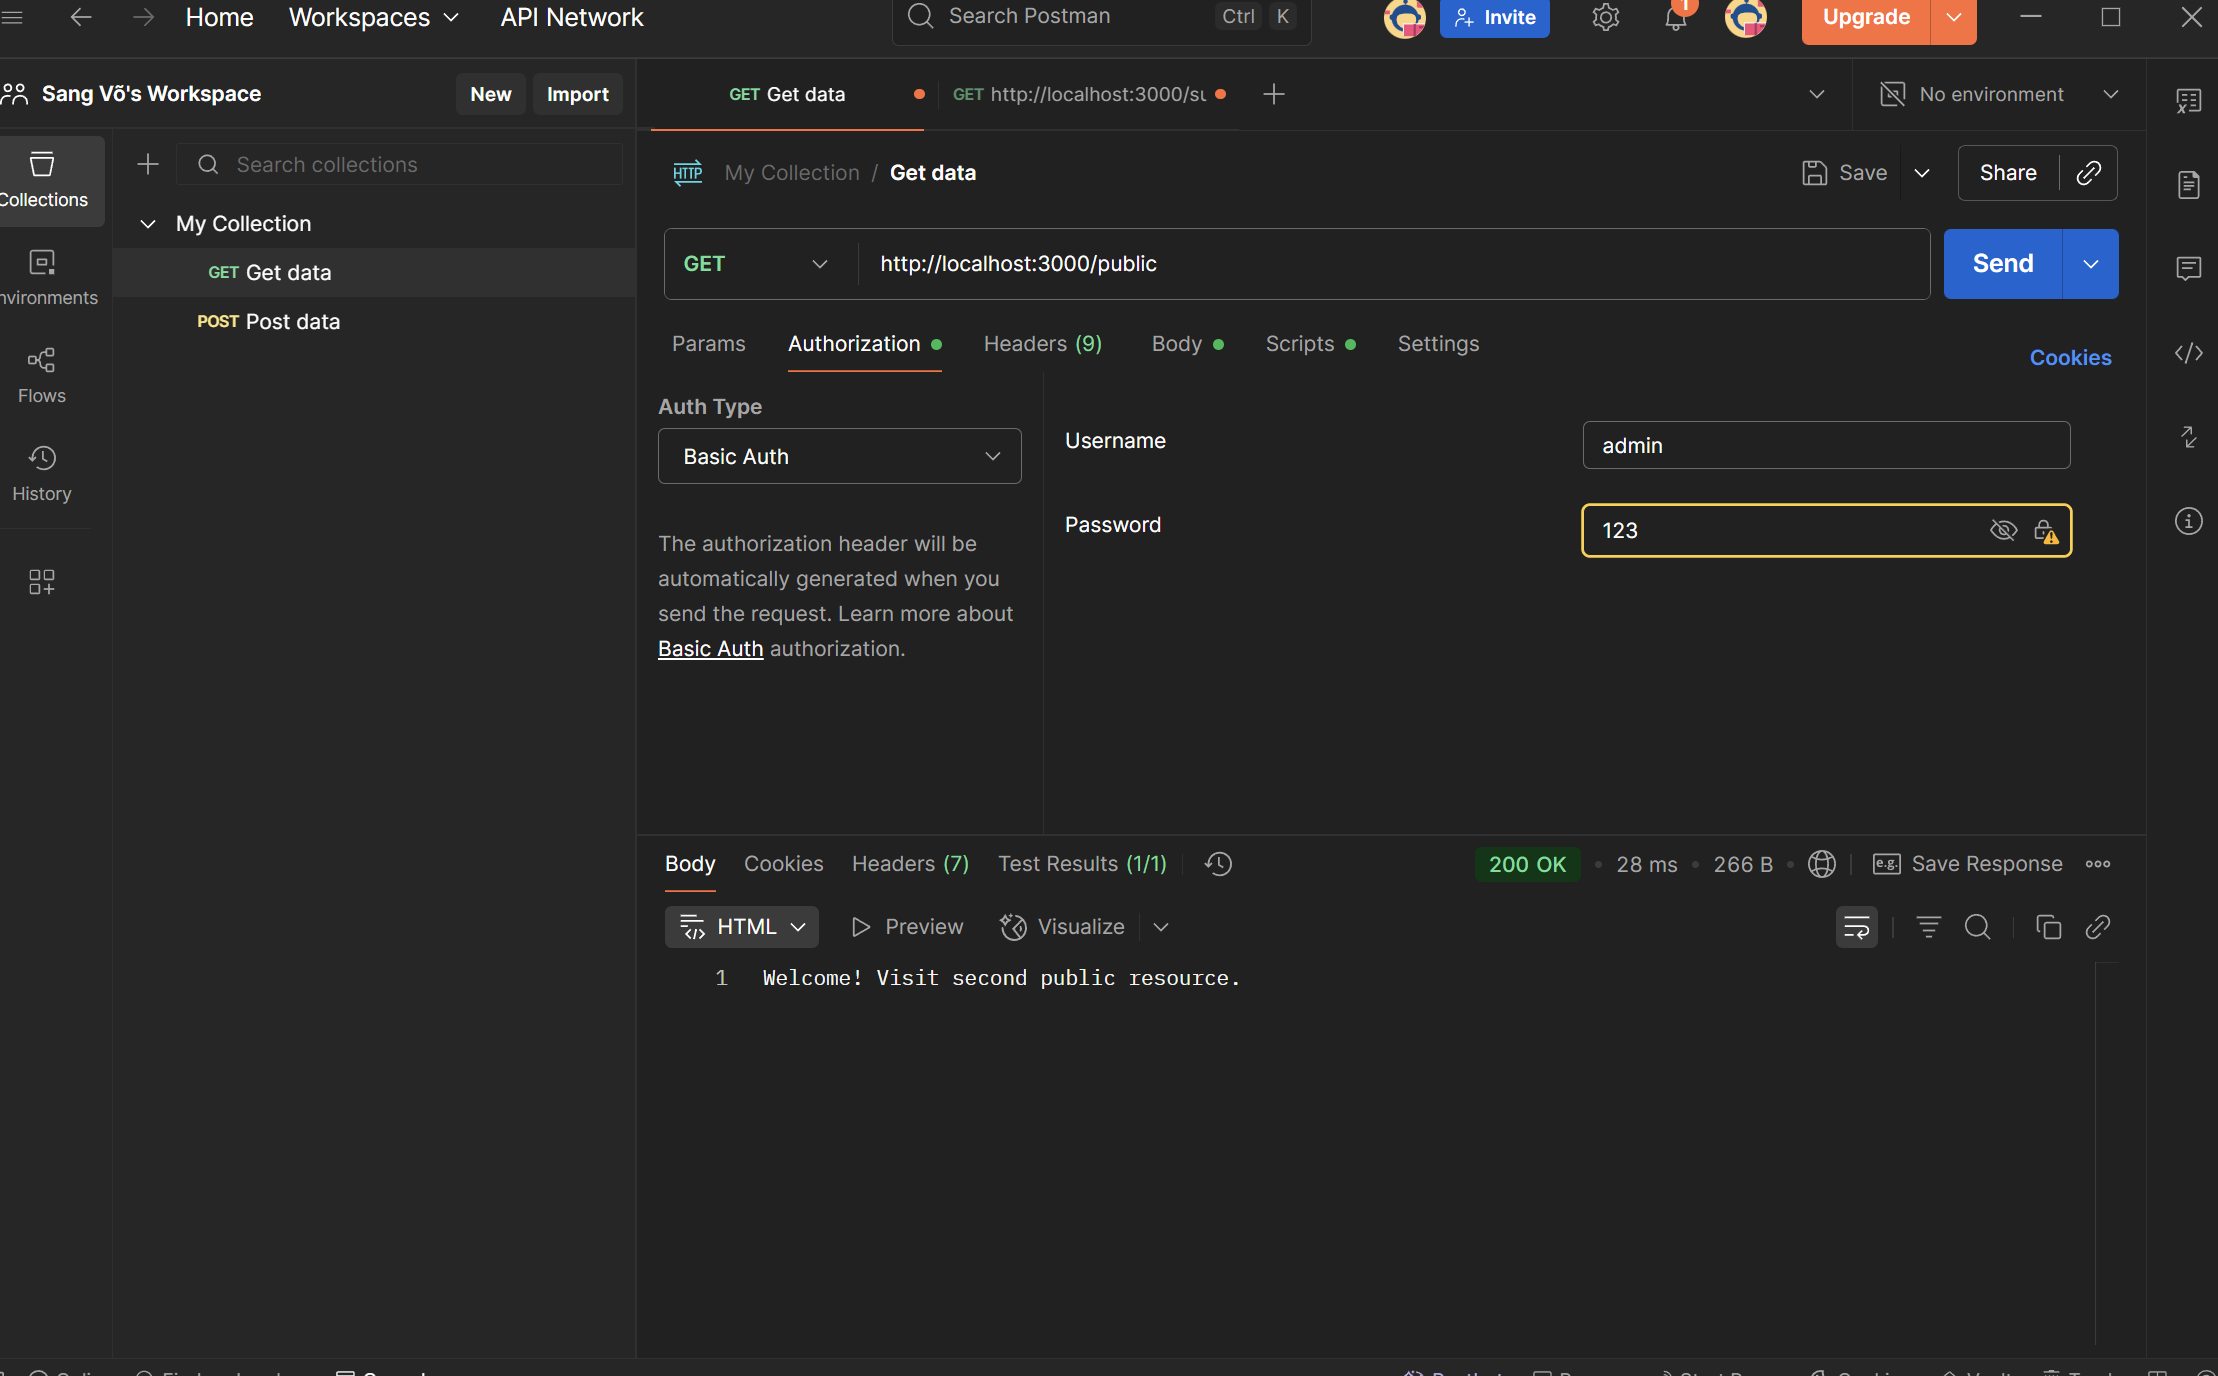 Home Workspaces API Network Search Postman Ctrl K Invite 1 Upgrade
Sang Võ's Workspace New Import GET Get data GET http://localhost:3000/su No environment
Collections Search collections HTTP My Collection / Get data Save Share
My Collection
GET Get data
POST Post data
nvironments
Flows
History
GET http://localhost:3000/public Send
Params Authorization Headers (9) Body Scripts Settings Cookies
Auth Type
Basic Auth
Username admin
Password 123
The authorization header will be
automatically generated when you
send the request. Learn more about
Basic Auth authorization.
Body Cookies Headers (7) Test Results (1/1) 200 OK 28 ms 266 B e.g. Save Response
HTML Preview Visualize
1 Welcome! Visit second public resource.